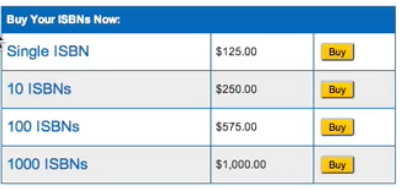 Buy Your ISBNs Now:
Single ISBN $125.00 Buy
10 ISBNs $250.00 Buy
100 ISBNs $575.00 Buy
1000 ISBNs $1,000.00 Buy